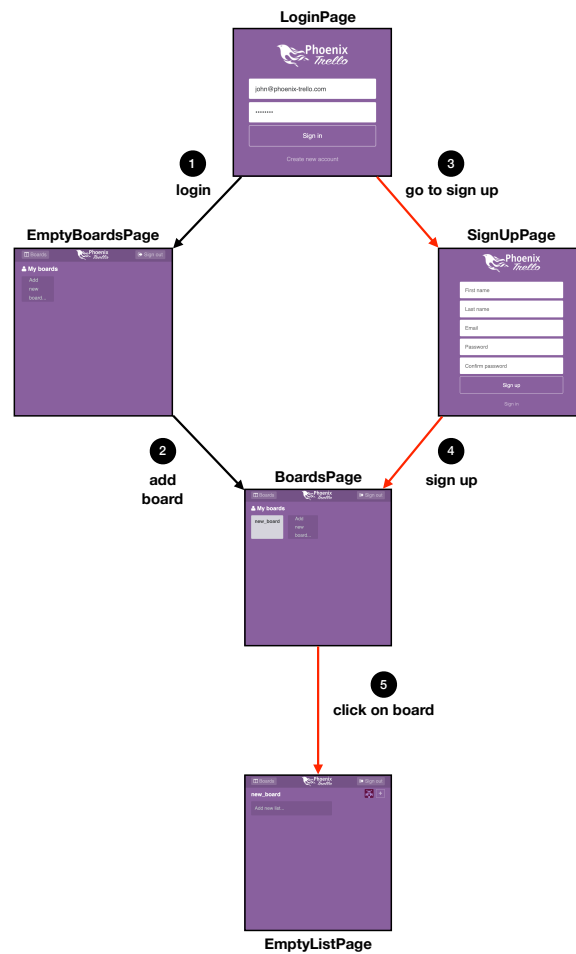 LoginPage
Phoenix
Trello
john@phoenix-trello.com
••••••••
Sign in
Create new account
1
login
3
go to sign up
EmptyBoardsPage
Boards
Phoenix
Trello
Sign out
My boards
Add
new
board...
SignUpPage
Phoenix
Trello
First name
Last name
Email
Password
Confirm password
Sign up
Sign in
2
add
board
4
sign up
BoardsPage
Boards
Phoenix
Trello
Sign out
My boards
new_board
Add
new
board...
5
click on board
Boards
Phoenix
Trello
Sign out
new_board
+
Add new list...
EmptyListPage